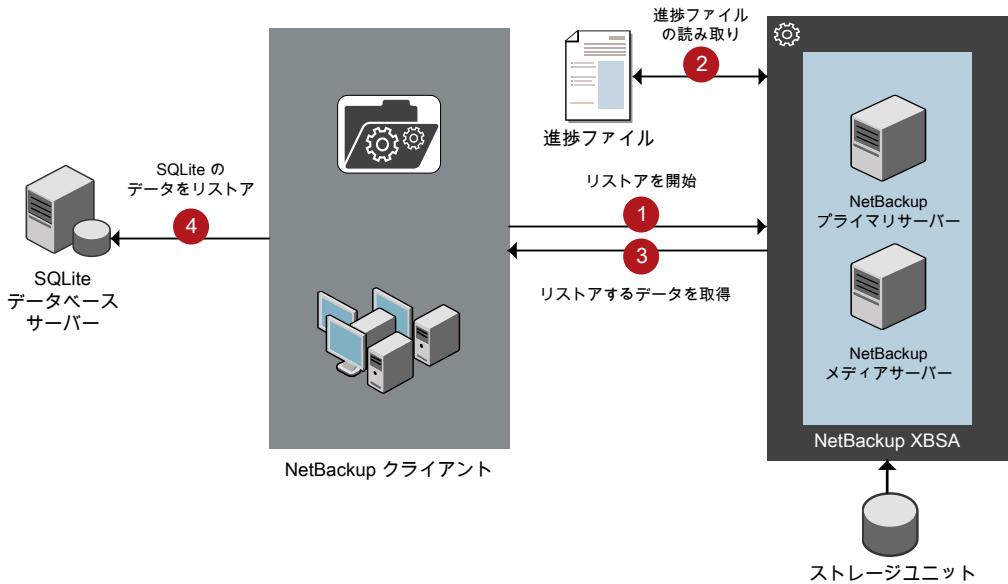 進捗ファイル
の読み取り
2
進捗ファイル
SQLite の
データをリストア
4
リストアを開始
1
3
リストアするデータを取得
NetBackup
プライマリサーバー
NetBackup
メディアサーバー
SQLite
データベース
サーバー
NetBackup XBSA
NetBackup クライアント
ストレージユニット